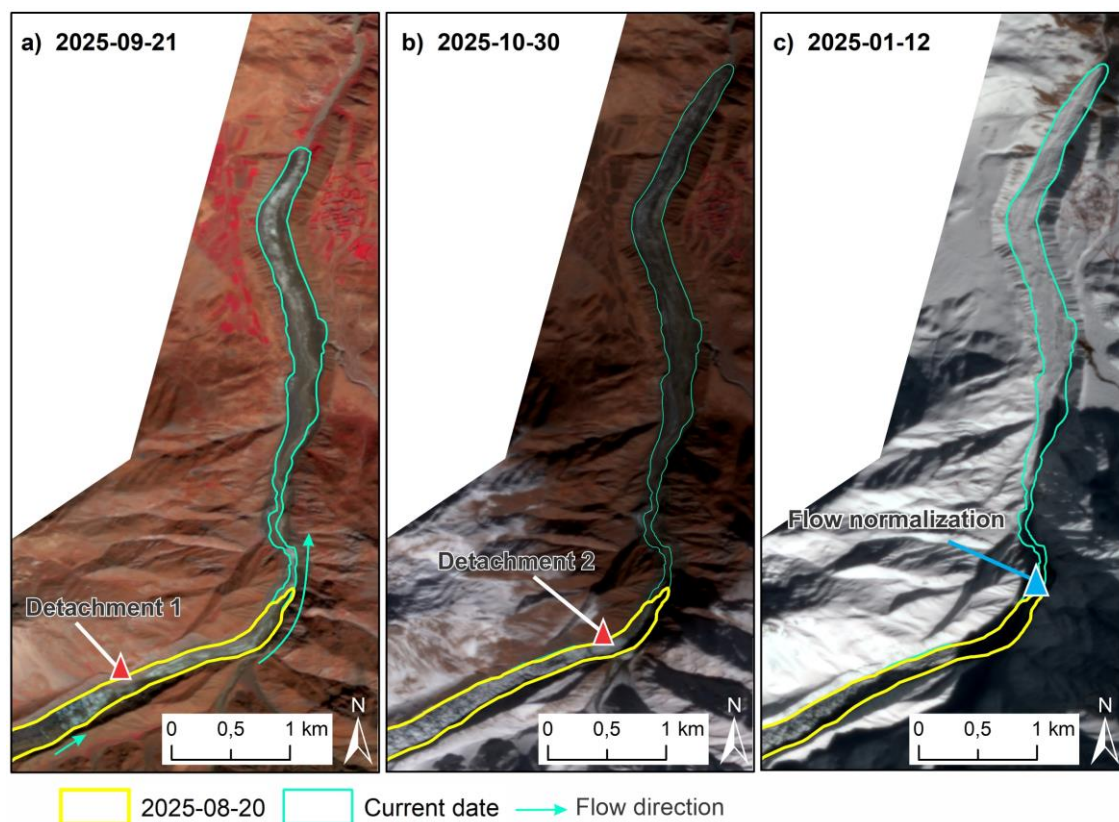 a) 2025-09-21
b) 2025-10-30
c) 2025-01-12
Detachment 1
Detachment 2
Flow normalization
0 0,5 1 km
N
0 0,5 1 km
N
0 0,5 1 km
N
2025-08-20
Current date
Flow direction